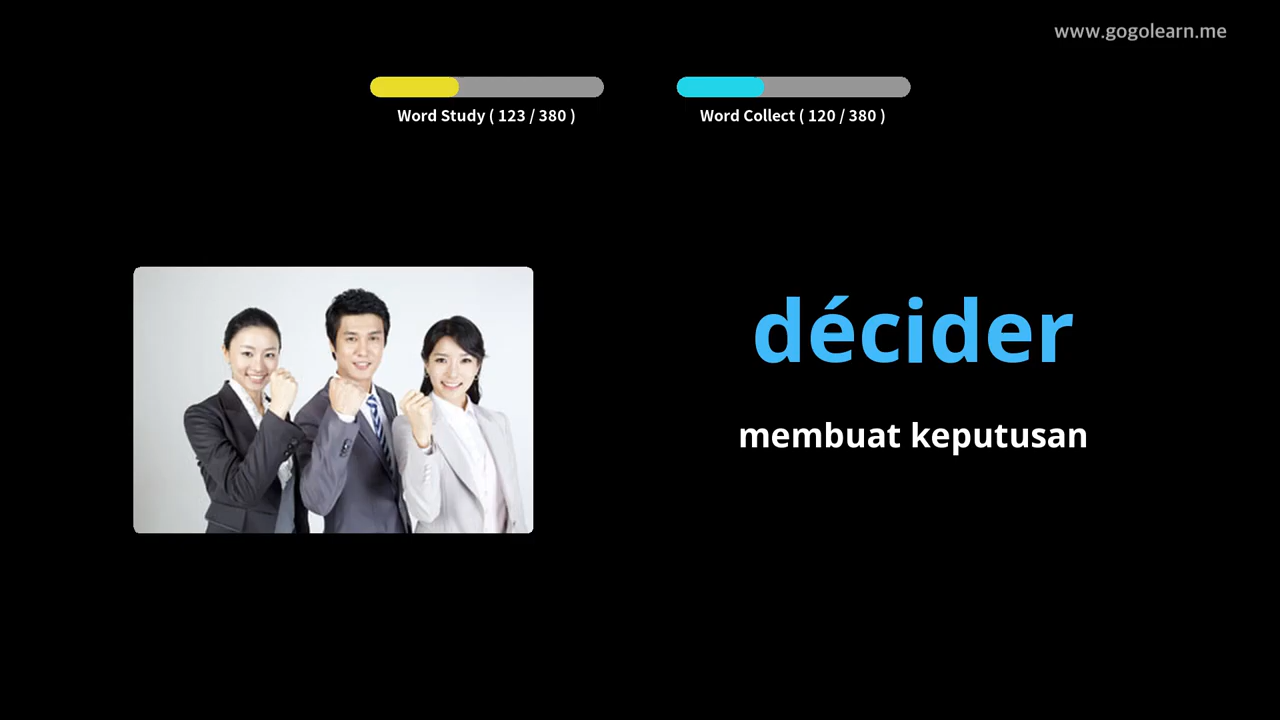 www.gogolearn.me
Word Study ( 123 / 380 )
Word Collect ( 120 / 380 )
décider
membuat keputusan